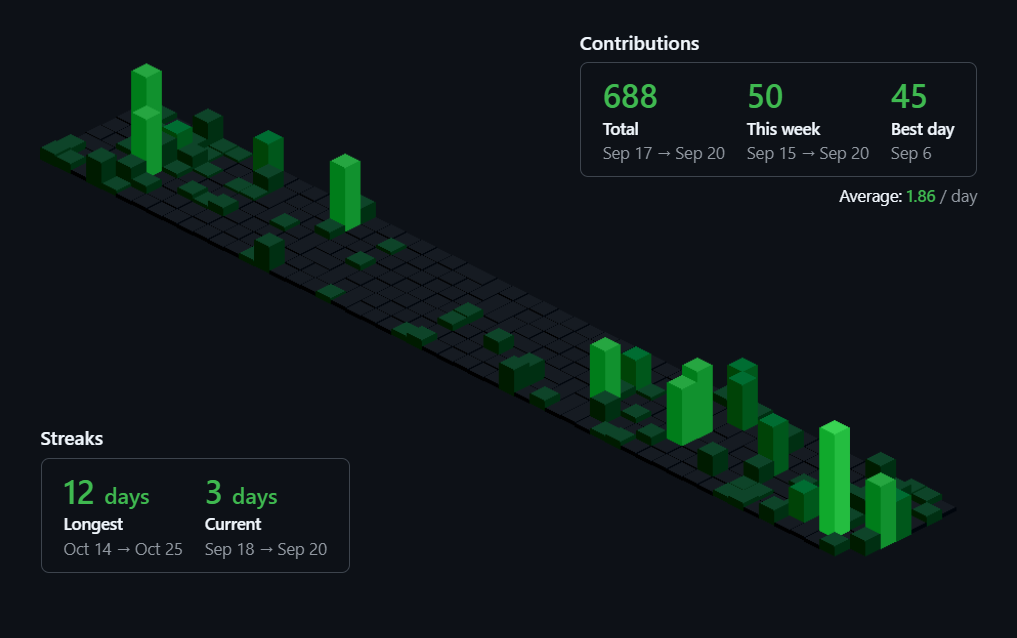 Contributions
688 50 45
Total This week Best day
Sep 17 → Sep 20 Sep 15 → Sep 20 Sep 6
Average: 1.86 / day
Streaks
12 days 3 days
Longest Current
Oct 14 → Oct 25 Sep 18 → Sep 20